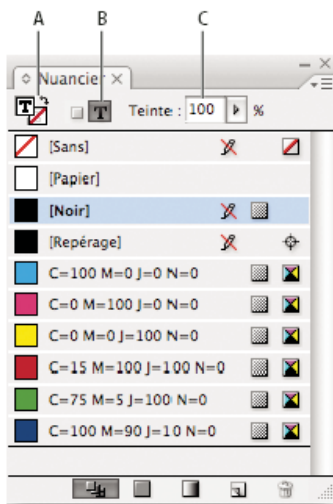 A B C
Nuancier
T T Teinte : 100 %
[Sans]
[Papier]
[Noir]
[Repérage]
C=100 M=0 J=0 N=0
C=0 M=100 J=0 N=0
C=0 M=0 J=100 N=0
C=15 M=100 J=100 N=0
C=75 M=5 J=100 N=0
C=100 M=90 J=10 N=0